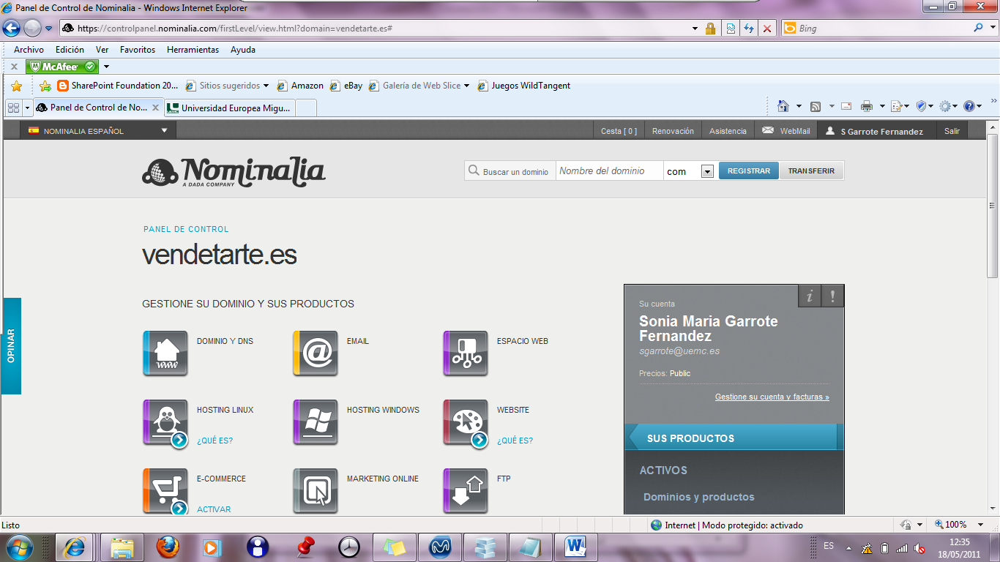 Panel de Control de Nominalia - Windows Internet Explorer
https://controlpanel.nominalia.com/firstLevel/view.html?domain=vendetarte.es#
Bing
Archivo Edición Ver Favoritos Herramientas Ayuda
McAfee
SharePoint Foundation 20... Sitios sugeridos Amazon eBay Galería de Web Slice Juegos WildTangent
Panel de Control de No... Universidad Europea Migu...
NOMINALIA ESPAÑOL Cesta [ 0 ] Renovación Asistencia WebMail S Garrote Fernandez Salir
Nominalia
A DADA COMPANY
Buscar un dominio Nombre del dominio com REGISTRAR TRANSFERIR
PANEL DE CONTROL
vendetarte.es
GESTIONE SU DOMINIO Y SUS PRODUCTOS
DOMINIO Y DNS EMAIL ESPACIO WEB
www
HOSTING LINUX HOSTING WINDOWS WEBSITE
¿QUÉ ES? ¿QUÉ ES?
E-COMMERCE MARKETING ONLINE FTP
ACTIVAR
OPINAR
Su cuenta
Sonia Maria Garrote
Fernandez
sgarrote@uemc.es
Precios: Public
Gestione su cuenta y facturas »
SUS PRODUCTOS
ACTIVOS
Dominios y productos
Listo Internet | Modo protegido: activado 100%
ES 12:35
18/05/2011